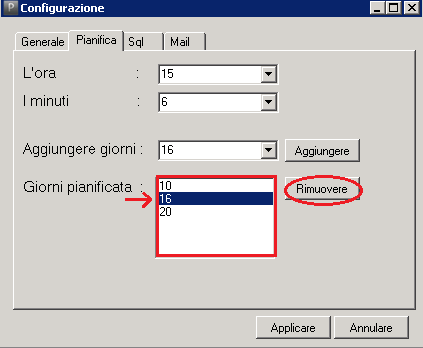 P Configurazione
Generale Pianifica Sql Mail
L'ora : 15
I minuti : 6
Aggiungere giorni : 16 Aggiungere
Giorni pianificata : 10 Rimuovere
16
20
Applicare Annulare